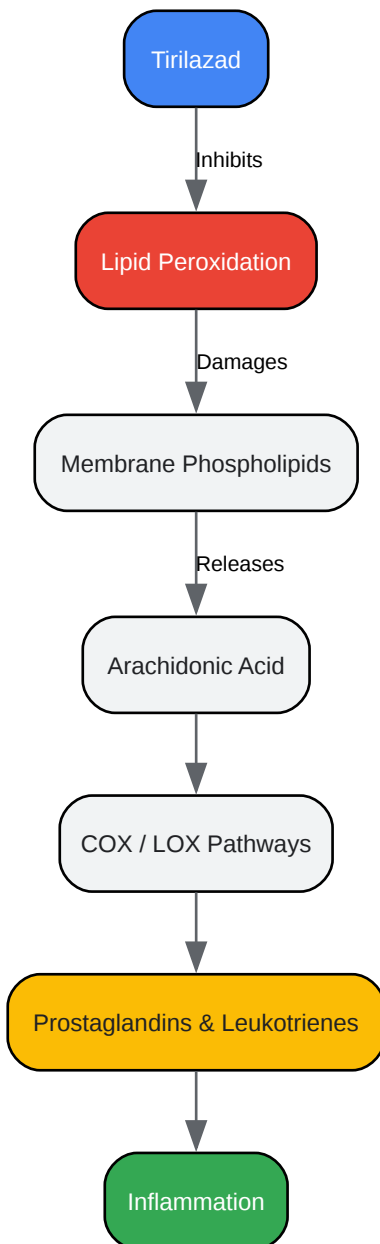 Tirilazad
Inhibits
Lipid Peroxidation
Damages
Membrane Phospholipids
Releases
Arachidonic Acid
COX / LOX Pathways
Prostaglandins & Leukotrienes
Inflammation